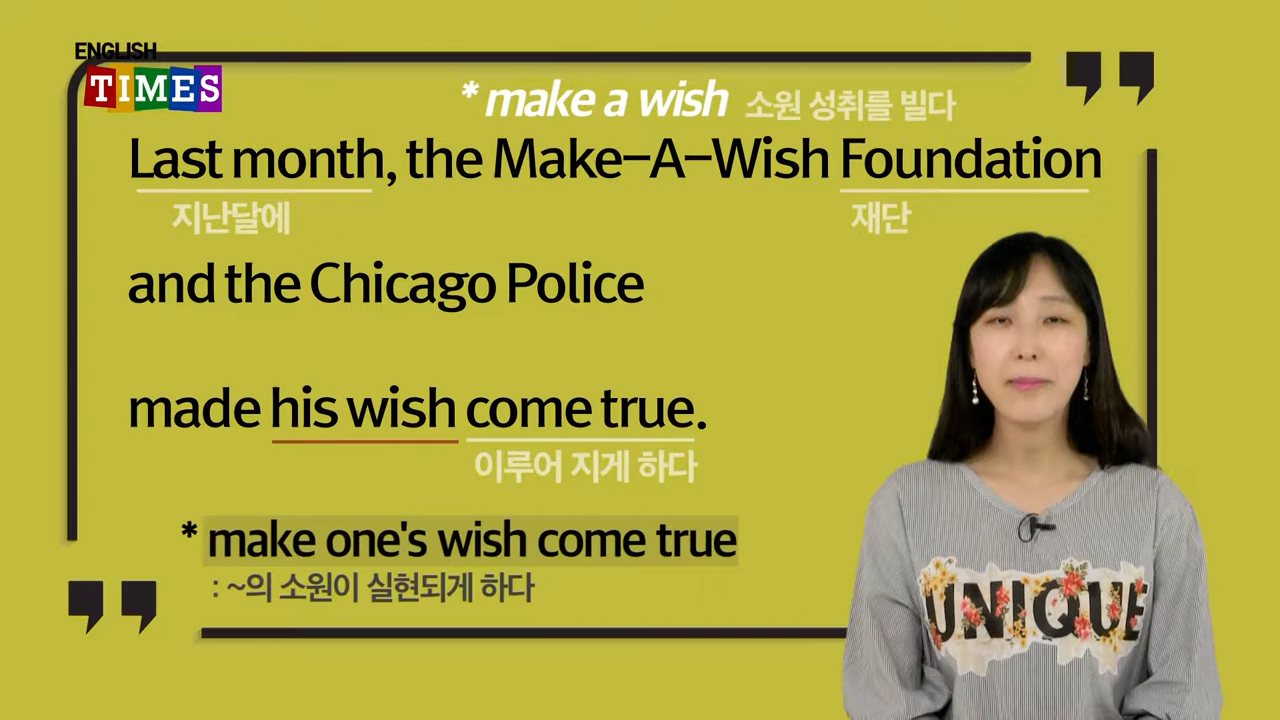 ENGLISH
TIMES
* make a wish 소원 성취를 빌다
Last month, the Make-A-Wish Foundation
지난달에 재단
and the Chicago Police
made his wish come true.
이루어 지게 하다
* make one's wish come true
: ~의 소원이 실현되게 하다
UNIQUE